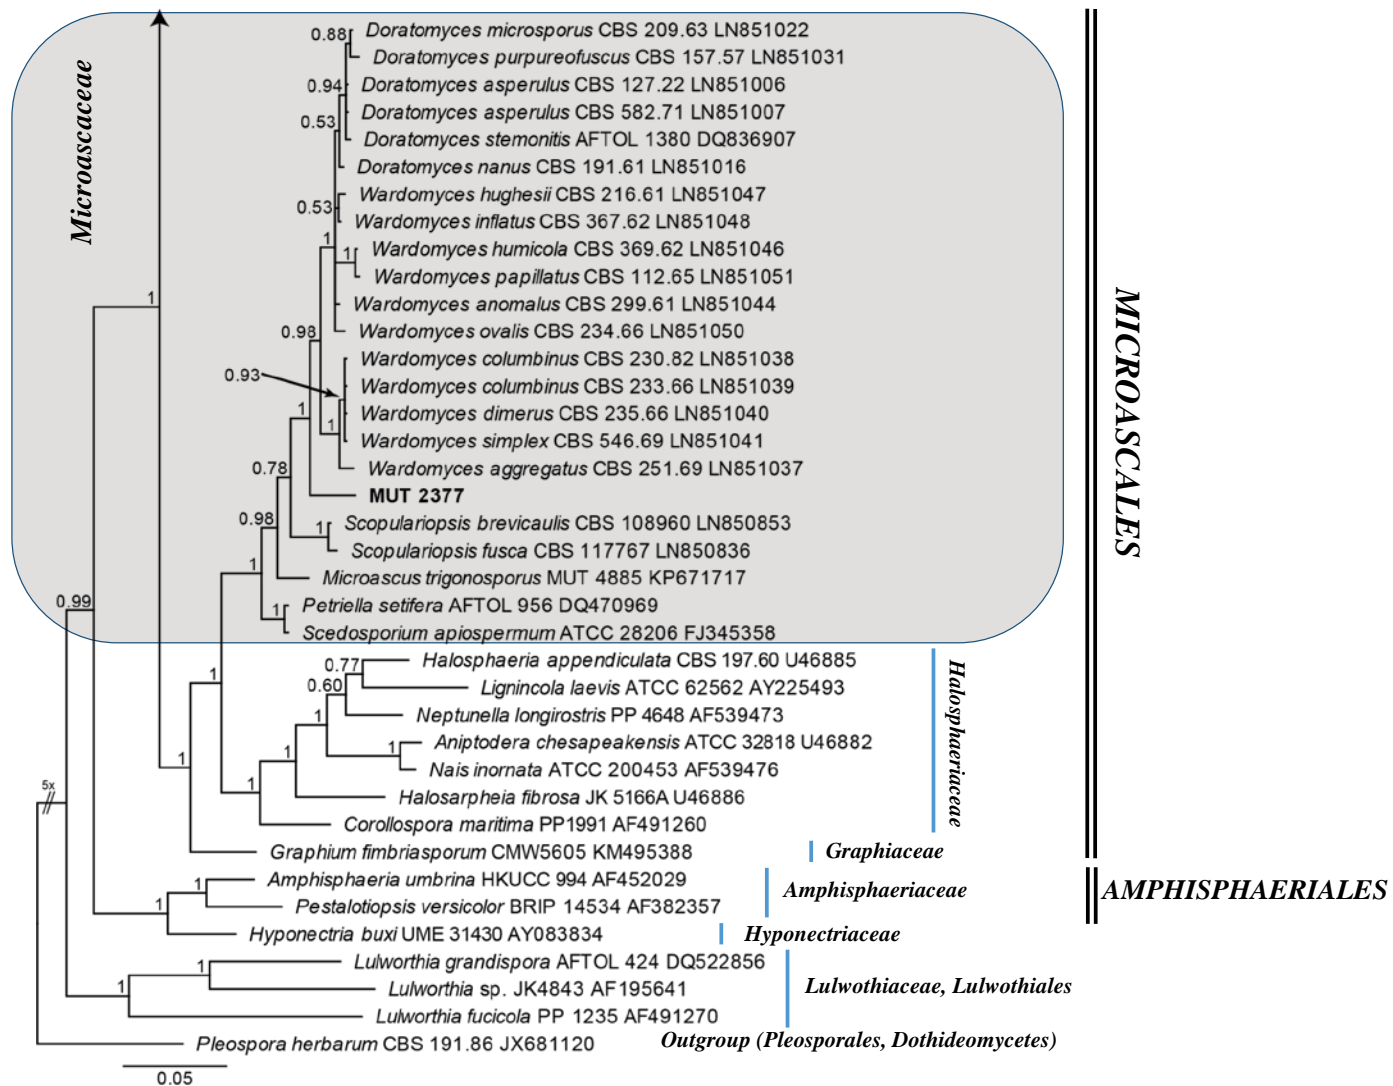 Microascaceae
0.88
Doratomyces microsporus CBS 209.63 LN851022
Doratomyces purpureofuscus CBS 157.57 LN851031
0.94
Doratomyces asperulus CBS 127.22 LN851006
Doratomyces asperulus CBS 582.71 LN851007
0.53
Doratomyces stemonitis AFTOL 1380 DQ836907
Doratomyces nanus CBS 191.61 LN851016
Wardomyces hughesii CBS 216.61 LN851047
0.53
Wardomyces inflatus CBS 367.62 LN851048
1
1
Wardomyces humicola CBS 369.62 LN851046
Wardomyces papillatus CBS 112.65 LN851051
1
Wardomyces anomalus CBS 299.61 LN851044
0.98
Wardomyces ovalis CBS 234.66 LN851050
Wardomyces columbinus CBS 230.82 LN851038
0.93
Wardomyces columbinus CBS 233.66 LN851039
1
Wardomyces dimerus CBS 235.66 LN851040
1
Wardomyces simplex CBS 546.69 LN851041
0.78
Wardomyces aggregatus CBS 251.69 LN851037
MUT 2377
0.98
1
Scopulariopsis brevicaulis CBS 108960 LN850853
Scopulariopsis fusca CBS 117767 LN850836
1
Microascus trigonosporus MUT 4885 KP671717
0.99
1
Petriella setifera AFTOL 956 DQ470969
Scedosporium apiospermum ATCC 28206 FJ345358
MICROASCALES
0.77
Halosphaeria appendiculata CBS 197.60 U46885
1
0.60
Lignincola laevis ATCC 62562 AY225493
1
Neptunella longirostris PP 4648 AF539473
1
1
Aniptodera chesapeakensis ATCC 32818 U46882
1
Nais inornata ATCC 200453 AF539476
5x
1
Halosarpheia fibrosa JK 5166A U46886
Corollospora maritima PP1991 AF491260
Halosphaeriaceae
Graphium fimbriasporum CMW5605 KM495388
Graphiaceae
1
Amphisphaeria umbrina HKUCC 994 AF452029
Amphisphaeriaceae
AMPHISPHAERIALES
1
Pestalotiopsis versicolor BRIP 14534 AF382357
Hyponectria buxi UME 31430 AY083834
Hyponectriaceae
1
Lulworthia grandispora AFTOL 424 DQ522856
1
Lulworthia sp. JK4843 AF195641
Lulwothiaceae, Lulwothiales
Lulworthia fucicola PP 1235 AF491270
Pleospora herbarum CBS 191.86 JX681120
Outgroup (Pleosporales, Dothideomycetes)
0.05